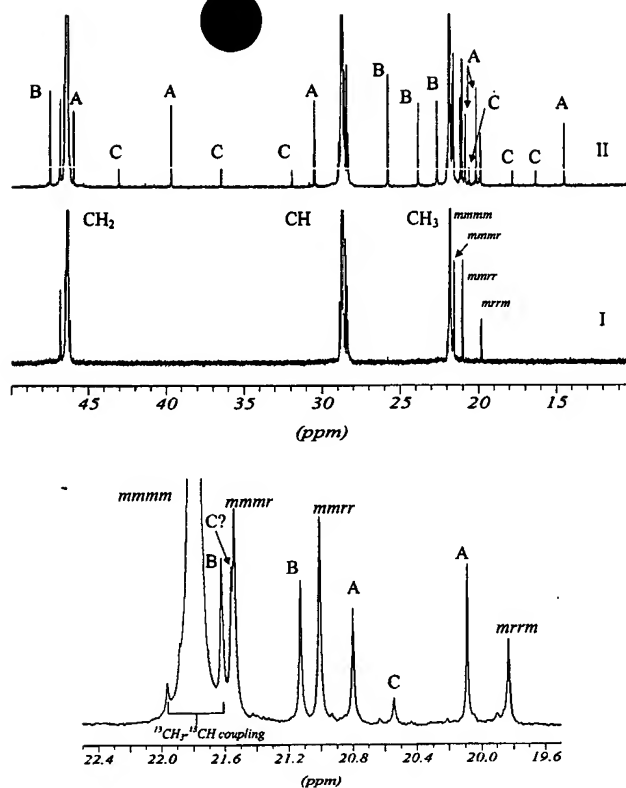 B A A B B B A C A
C C C C C II
CH₂ CH CH₃ mmmm
mmmr
mmrr
mrrm I
45 40 35 30 25 20 15
(ppm)
mmmm mmmr mmrr
C?
B B A A
mrrm
C
¹³CH₃-¹³CH coupling
22.4 22.0 21.6 21.2 20.8 20.4 20.0 19.6
(ppm)